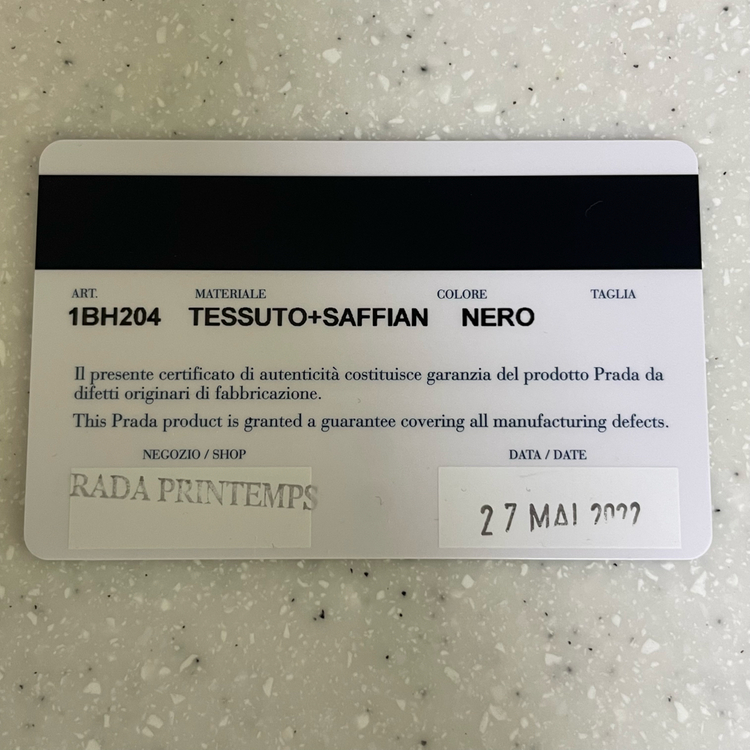 ART. MATERIALE COLORE TAGLIA
1BH204 TESSUTO+SAFFIAN NERO
Il presente certificato di autenticità costituisce garanzia del prodotto Prada da
difetti originari di fabbricazione.
This Prada product is granted a guarantee covering all manufacturing defects.
NEGOZIO / SHOP DATA / DATE
RADA PRINTEMPS 27 MAI 2022